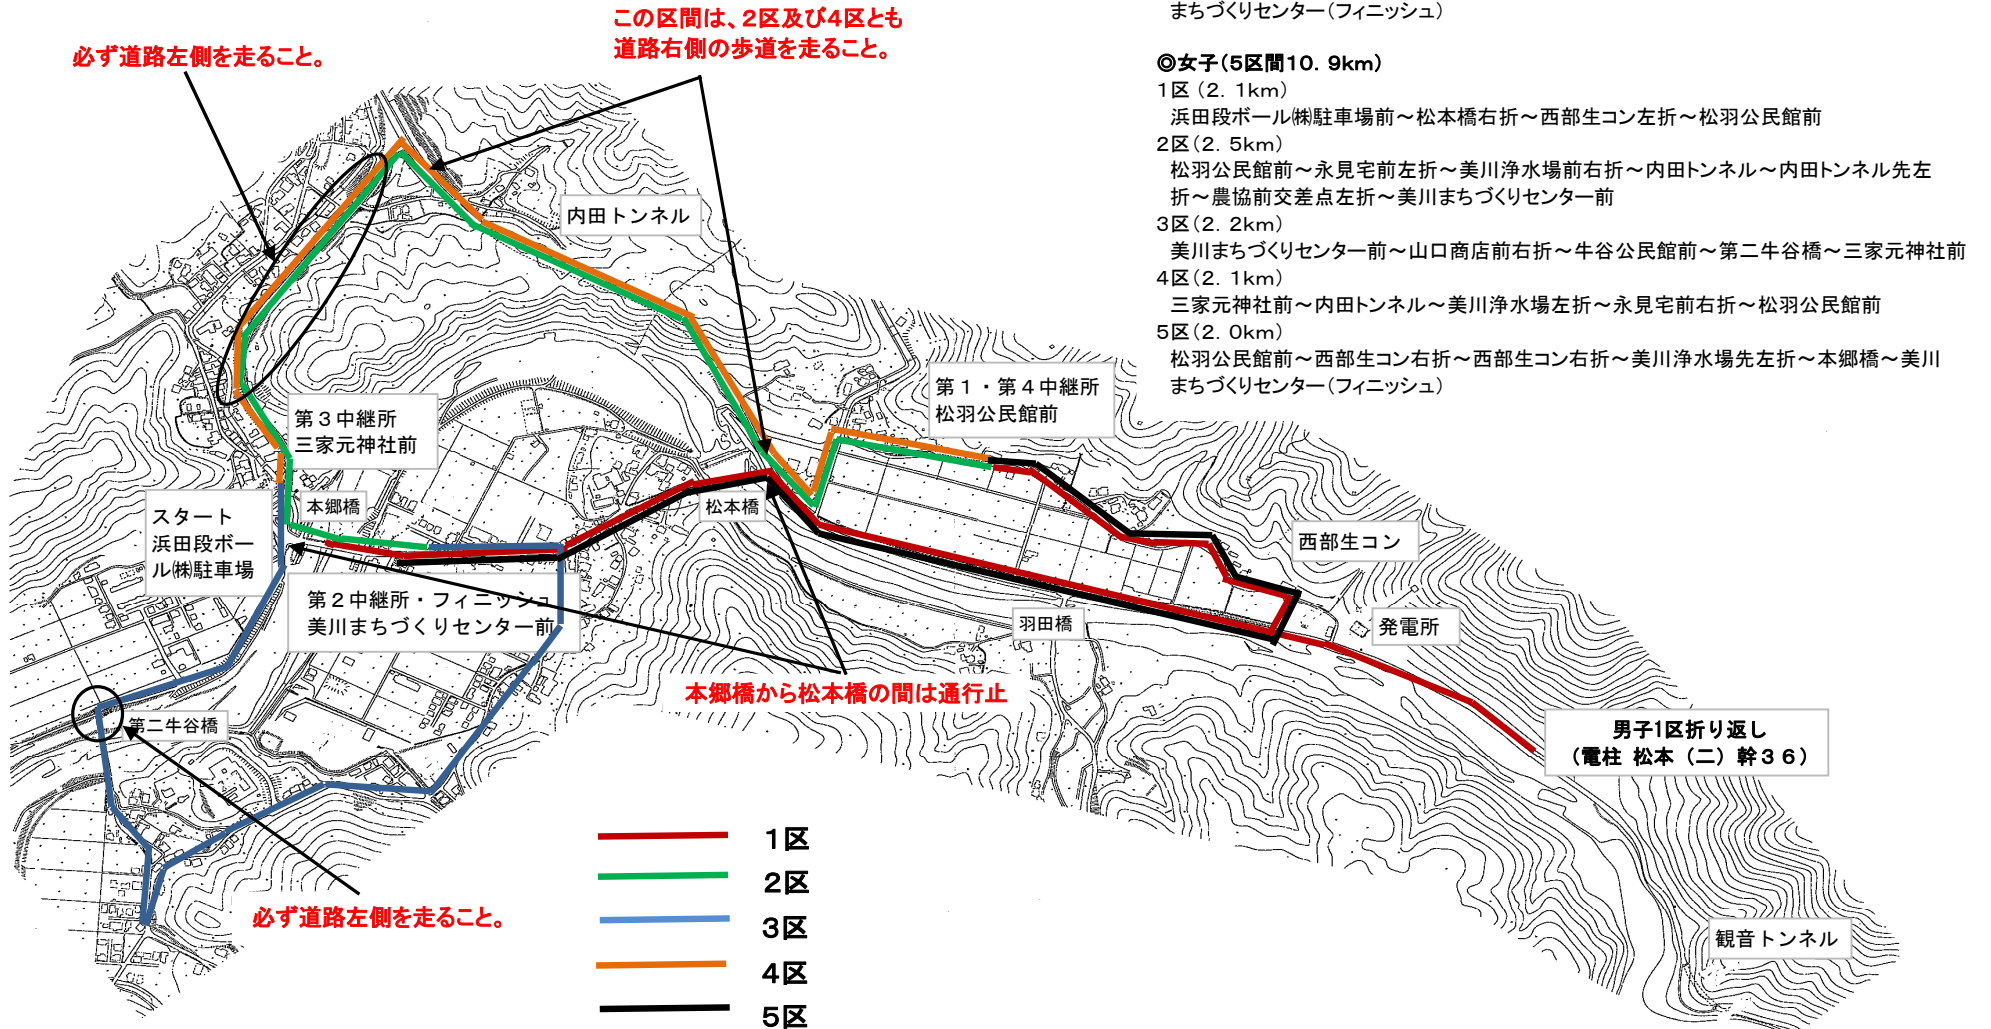 まちづくりセンター(フィニッシュ)
◎女子(5区間10．9km)
1区(2．1km)
浜田段ボール㈱駐車場前～松本橋右折～西部生コン左折～松羽公民館前
2区(2．5km)
松羽公民館前～永見宅前左折～美川浄水場前右折～内田トンネル～内田トンネル先左
折～農協前交差点左折～美川まちづくりセンター前
3区(2．2km)
美川まちづくりセンター前～山口商店前右折～牛谷公民館前～第二牛谷橋～三家元神社前
4区(2．1km)
三家元神社前～内田トンネル～美川浄水場左折～永見宅前右折～松羽公民館前
5区(2．0km)
松羽公民館前～西部生コン右折～西部生コン右折～美川浄水場先左折～本郷橋～美川
まちづくりセンター(フィニッシュ)
この区間は、2区及び4区とも
道路右側の歩道を走ること。
必ず道路左側を走ること。
内田トンネル
第１・第４中継所
松羽公民館前
第３中継所
三家元神社前
本郷橋
松本橋
スタート
浜田段ボー
ル㈱駐車場
西部生コン
第２中継所・フィニッシュ
美川まちづくりセンター前
羽田橋
発電所
本郷橋から松本橋の間は通行止
第二牛谷橋
男子1区折り返し
（電柱 松本（二）幹３６）
必ず道路左側を走ること。
観音トンネル
1区
2区
3区
4区
5区